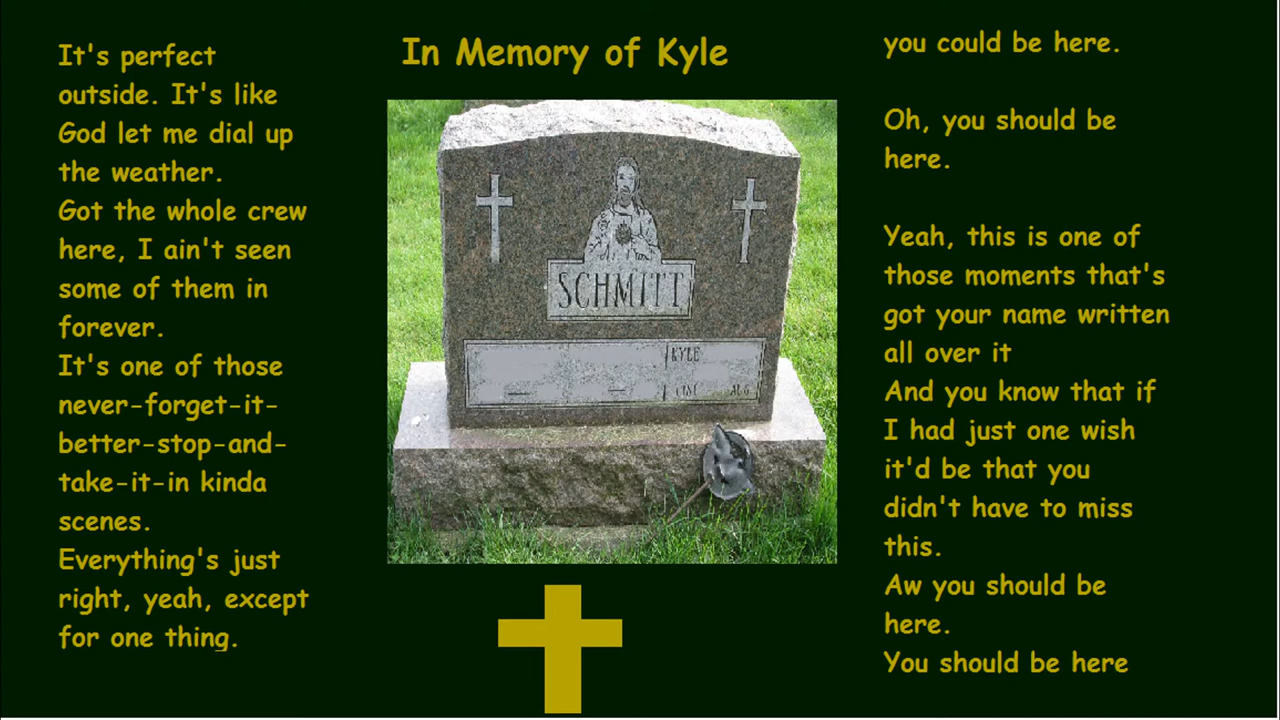 It's perfect
outside. It's like
God let me dial up
the weather.
Got the whole crew
here, I ain't seen
some of them in
forever.
It's one of those
never-forget-it-
better-stop-and-
take-it-in kinda
scenes.
Everything's just
right, yeah, except
for one thing.
In Memory of Kyle
SCHMITT
KYLE
AUG
you could be here.
Oh, you should be
here.
Yeah, this is one of
those moments that's
got your name written
all over it
And you know that if
I had just one wish
it'd be that you
didn't have to miss
this.
Aw you should be
here.
You should be here